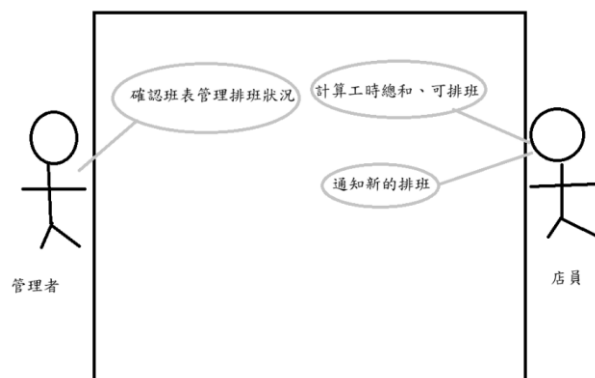 確認班表管理排班狀況
計算工時總和、可排班
通知新的排班
管理者
店員